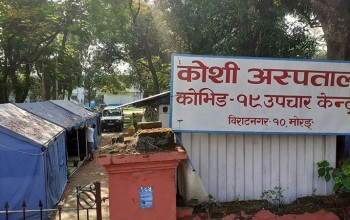 कोशी अस्पताल
कोभिड-१९ उपचार केन्द्र
विराटनगर-१०, मोरङ